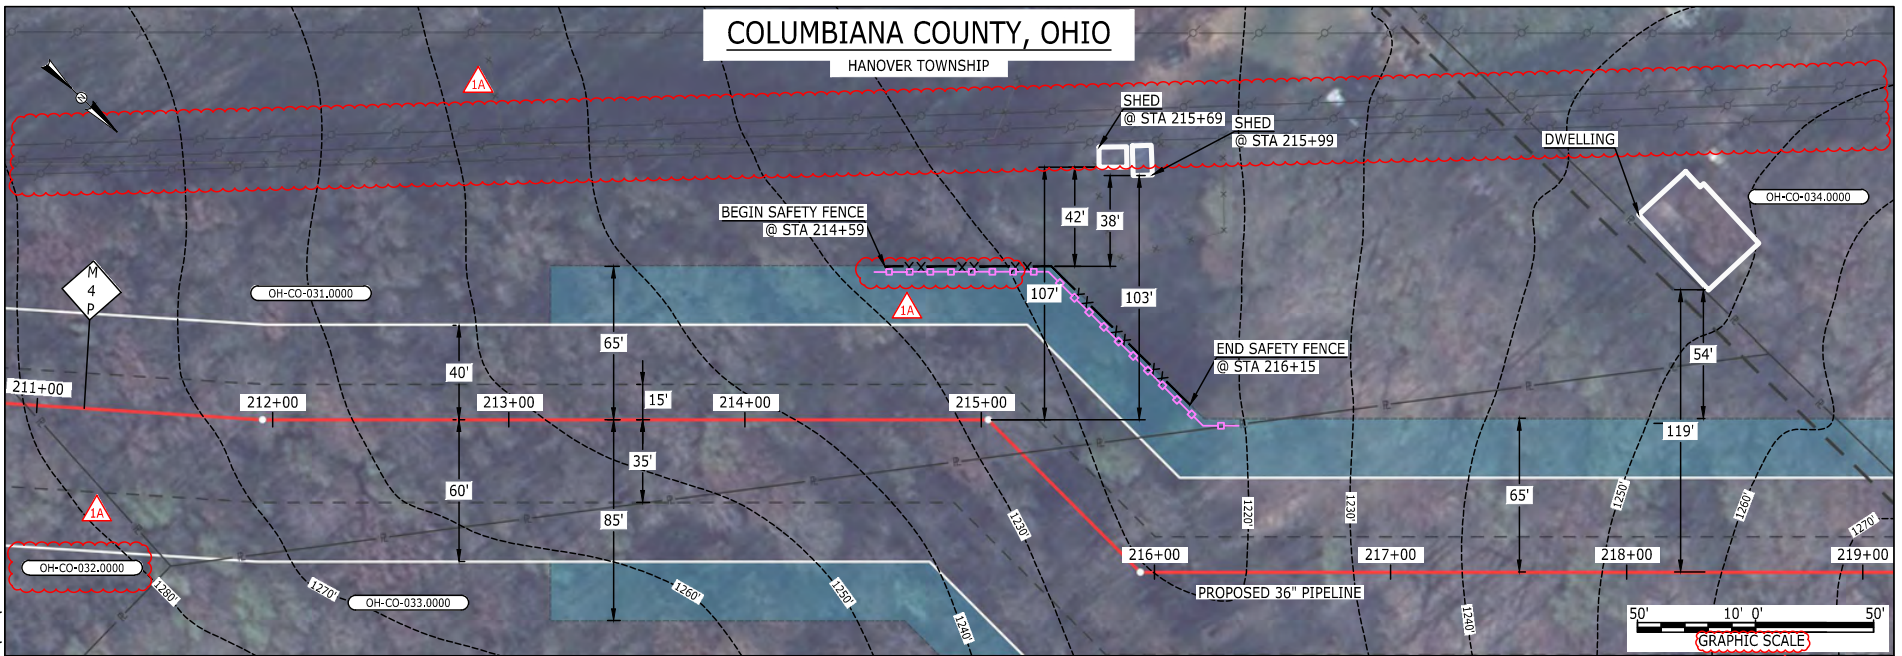 COLUMBIANA COUNTY, OHIO
HANOVER TOWNSHIP
1A
SHED
@ STA 215+69
SHED
@ STA 215+99
DWELLING
OH-CO-034.0000
BEGIN SAFETY FENCE
@ STA 214+59
42'
38'
M
4
P
OH-CO-031.0000
107'
103'
1A
65'
END SAFETY FENCE
@ STA 216+15
54'
40'
211+00
212+00
213+00
15'
214+00
215+00
119'
35'
60'
65'
85'
1A
1230'
1220'
1230'
1250'
1260'
1270'
216+00
217+00
218+00
219+00
OH-CO-032.0000
1280'
1270'
OH-CO-033.0000
1260'
1250'
1240'
PROPOSED 36" PIPELINE
1240'
50'
10'
0'
50'
GRAPHIC SCALE